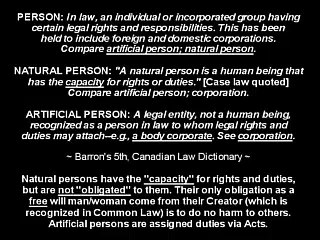 PERSON: In law, an individual or incorporated group having
certain legal rights and responsibilities. This has been
held to include foreign and domestic corporations.
Compare artificial person; natural person.
NATURAL PERSON: "A natural person is a human being that
has the capacity for rights or duties." [Case law quoted]
Compare artificial person; corporation.
ARTIFICIAL PERSON: A legal entity, not a human being,
recognized as a person in law to whom legal rights and
duties may attach--e.g., a body corporate. See corporation.
~ Barron's 5th, Canadian Law Dictionary ~
Natural persons have the "capacity" for rights and duties,
but are not "obligated" to them. Their only obligation as a
free will man/woman come from their Creator (which is
recognized in Common Law) is to do no harm to others.
Artificial persons are assigned duties via Acts.